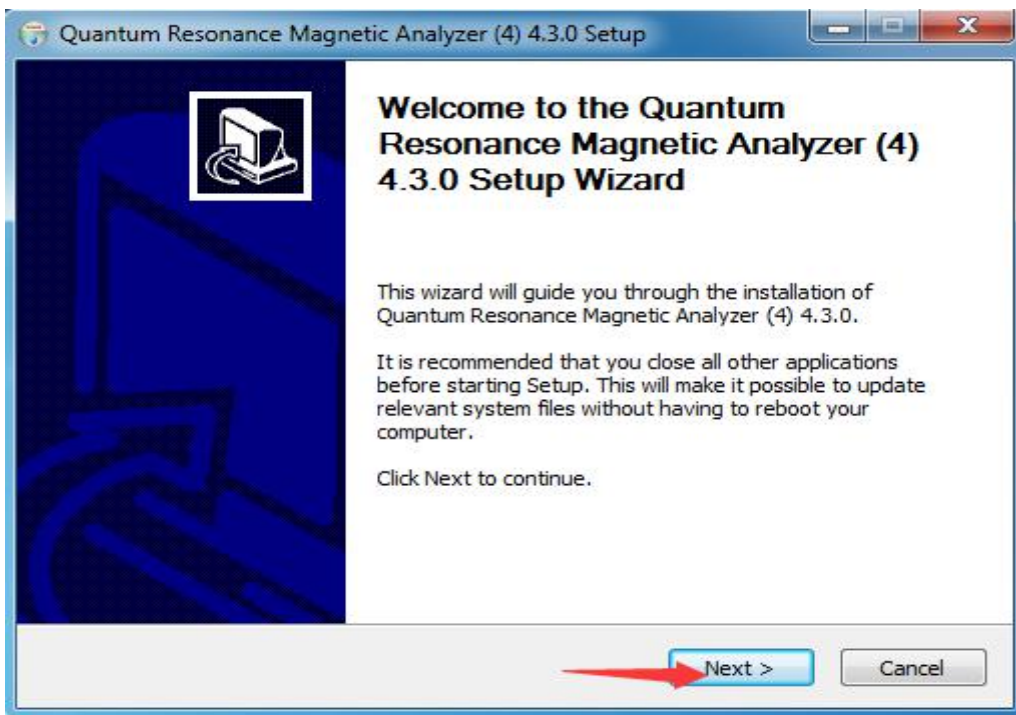 Quantum Resonance Magnetic Analyzer (4) 4.3.0 Setup
Welcome to the Quantum
Resonance Magnetic Analyzer (4)
4.3.0 Setup Wizard
This wizard will guide you through the installation of
Quantum Resonance Magnetic Analyzer (4) 4.3.0.
It is recommended that you close all other applications
before starting Setup. This will make it possible to update
relevant system files without having to reboot your
computer.
Click Next to continue.
Next >
Cancel